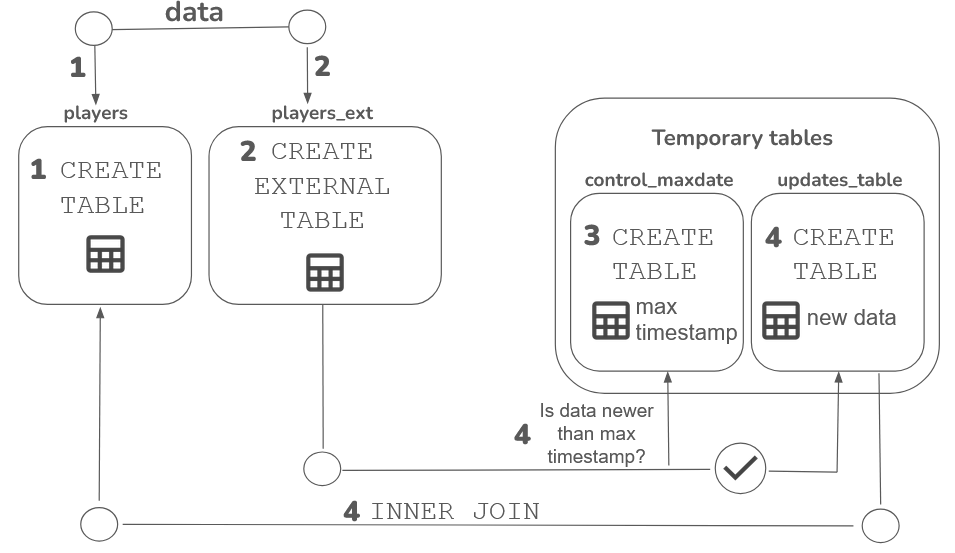 data
1
2
players
players_ext
1 CREATE
TABLE
2 CREATE
EXTERNAL
TABLE
Temporary tables
control_maxdate
updates_table
3 CREATE
TABLE
max
timestamp
4 CREATE
TABLE
new data
4
Is data newer
than max
timestamp?
4 INNER JOIN